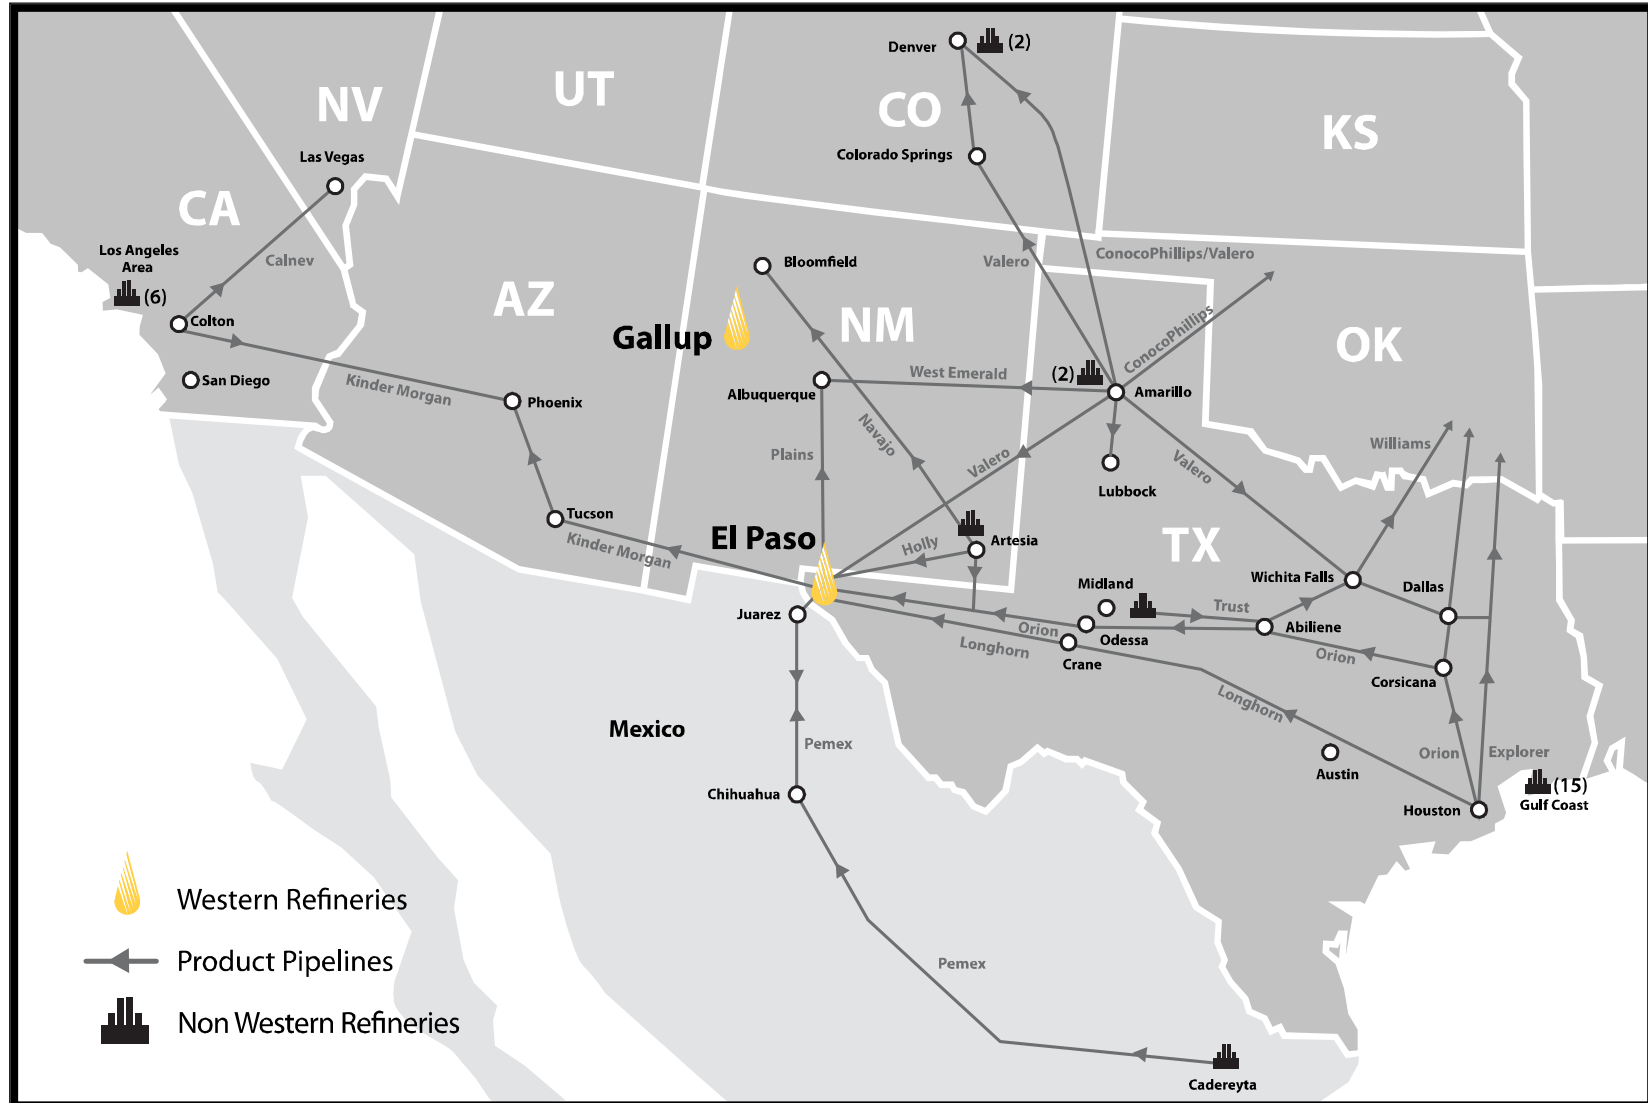 Denver
(2)
NV
UT
CO
KS
Las Vegas
Colorado Springs
CA
Los Angeles
Area
(6)
Calnev
Bloomfield
Valero
ConocoPhillips/Valero
AZ
Gallup
NM
ConocoPhillips
OK
Colton
San Diego
Kinder Morgan
Phoenix
Albuquerque
West Emerald
(2)
Amarillo
Navajo
Plains
Valero
Lubbock
Valero
Williams
Tucson
Kinder Morgan
El Paso
Holly
Artesia
TX
Juarez
Midland
Trust
Wichita Falls
Dallas
Orion
Odessa
Abiliene
Longhorn
Crane
Orion
Corsicana
Longhorn
Mexico
Pemex
Austin
Orion
Explorer
Chihuahua
Houston
(15)
Gulf Coast
Western Refineries
Product Pipelines
Pemex
Non Western Refineries
Cadereyta